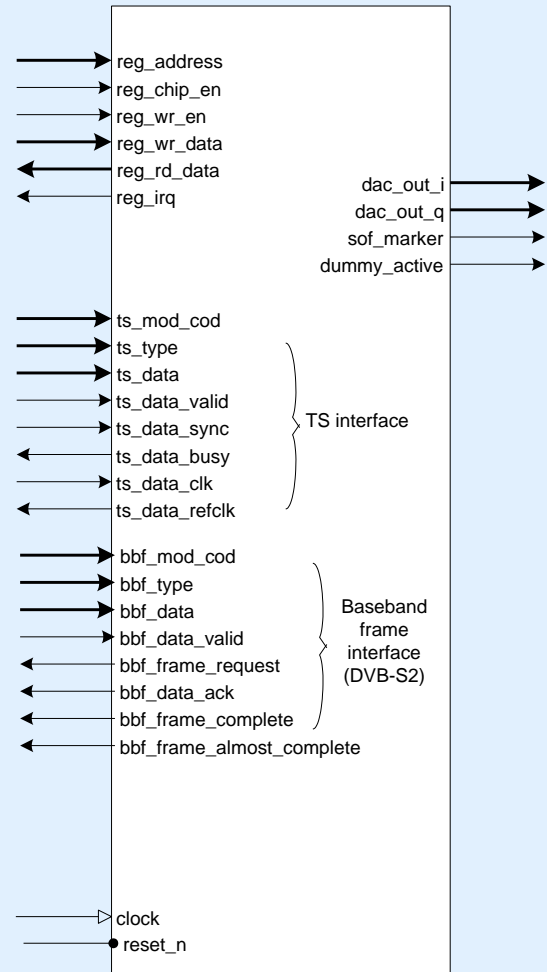 reg_address
reg_chip_en
reg_wr_en
reg_wr_data
reg_rd_data
reg_irq
dac_out_i
dac_out_q
sof_marker
dummy_active
ts_mod_cod
ts_type
ts_data
ts_data_valid
ts_data_sync
ts_data_busy
ts_data_clk
ts_data_refclk
TS interface
bbf_mod_cod
bbf_type
bbf_data
bbf_data_valid
bbf_frame_request
bbf_data_ack
bbf_frame_complete
bbf_frame_almost_complete
Baseband
frame
interface
(DVB-S2)
clock
reset_n